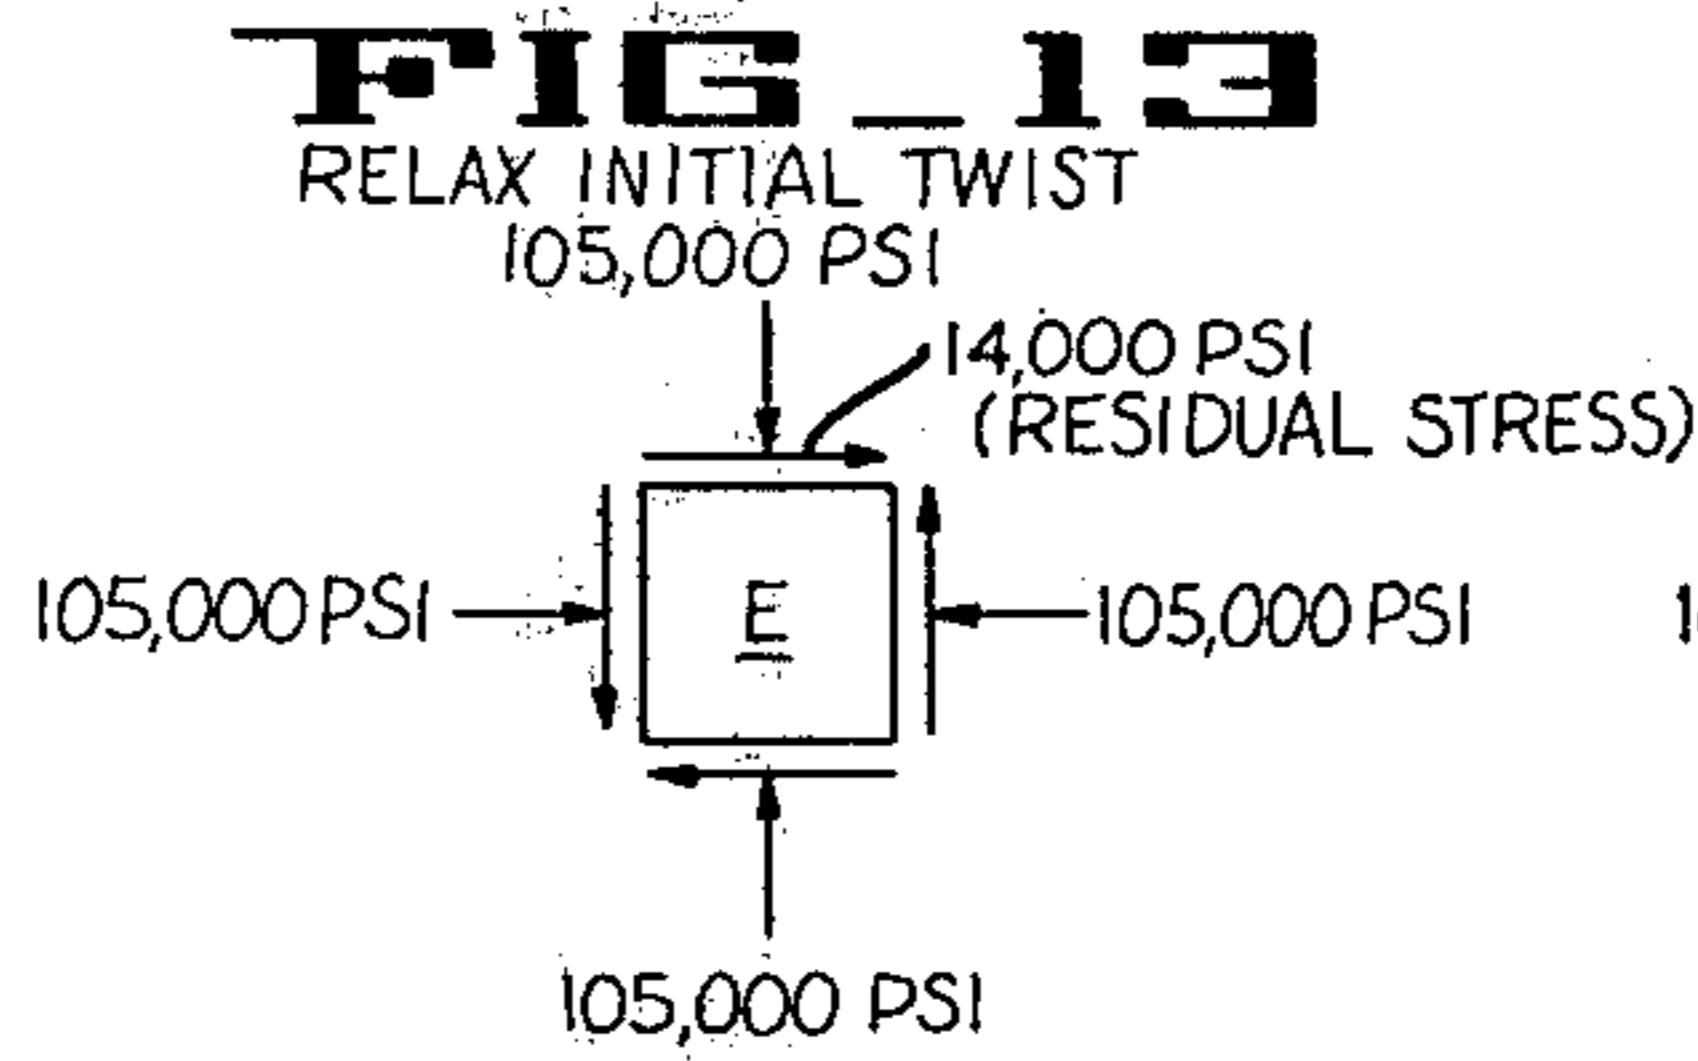 FIG_13
RELAX INITIAL TWIST
105,000 PSI
14,000 PSI
(RESIDUAL STRESS)
105,000 PSI
E
105,000 PSI
105,000 PSI